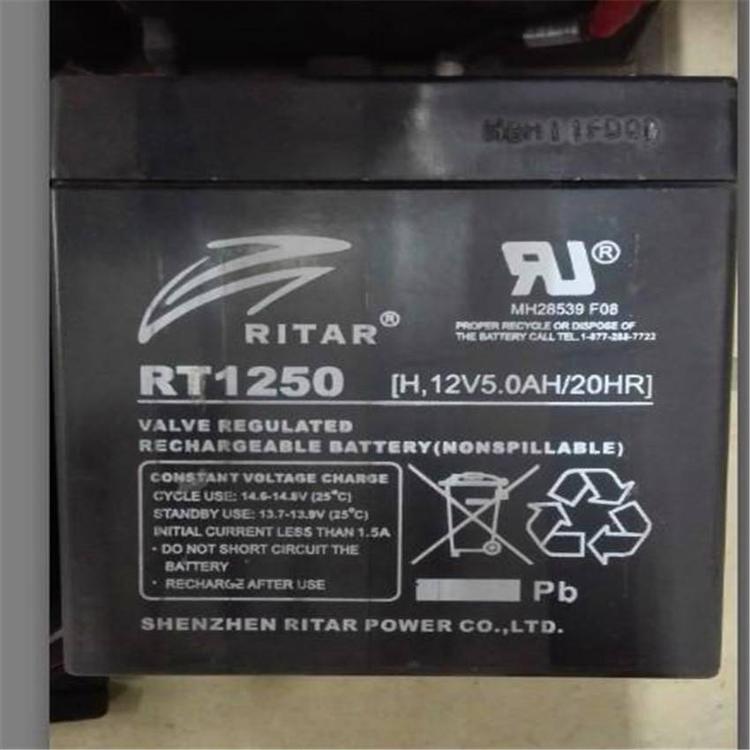 RITAR®
RU®
MH28539 F08
PROPER RECYCLE OR DISPOSE OF
THE BATTERY CALL TEL.1-877-288-7722
RT1250 [H,12V5.0AH/20HR]
VALVE REGULATED
RECHARGEABLE BATTERY(NONSPILLABLE)
CONSTANT VOLTAGE CHARGE
CYCLE USE: 14.6-14.8V (25°C)
STANDBY USE: 13.7-13.9V (25°C)
INITIAL CURRENT LESS THAN 1.5A
• DO NOT SHORT CIRCUIT THE
BATTERY
• RECHARGE AFTER USE
Pb
SHENZHEN RITAR POWER CO.,LTD.